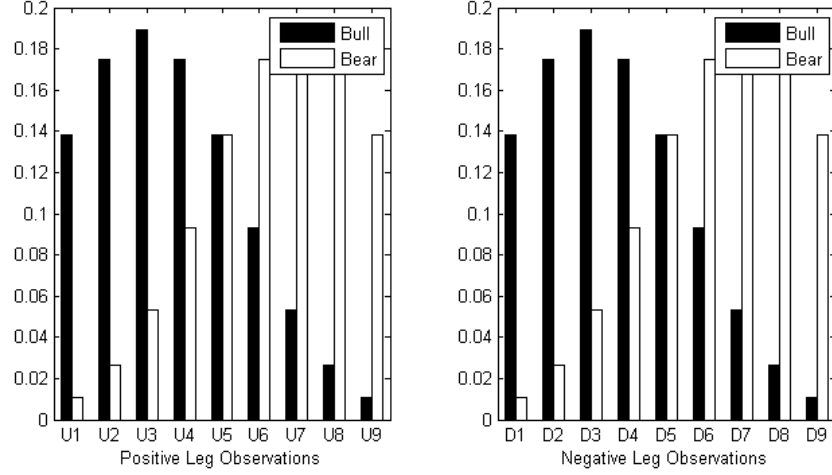 0.2
0.18
0.16
0.14
0.12
0.1
0.08
0.06
0.04
0.02
0
Bull
Bear
U1 U2 U3 U4 U5 U6 U7 U8 U9
Positive Leg Observations
0.2
0.18
0.16
0.14
0.12
0.1
0.08
0.06
0.04
0.02
0
Bull
Bear
D1 D2 D3 D4 D5 D6 D7 D8 D9
Negative Leg Observations